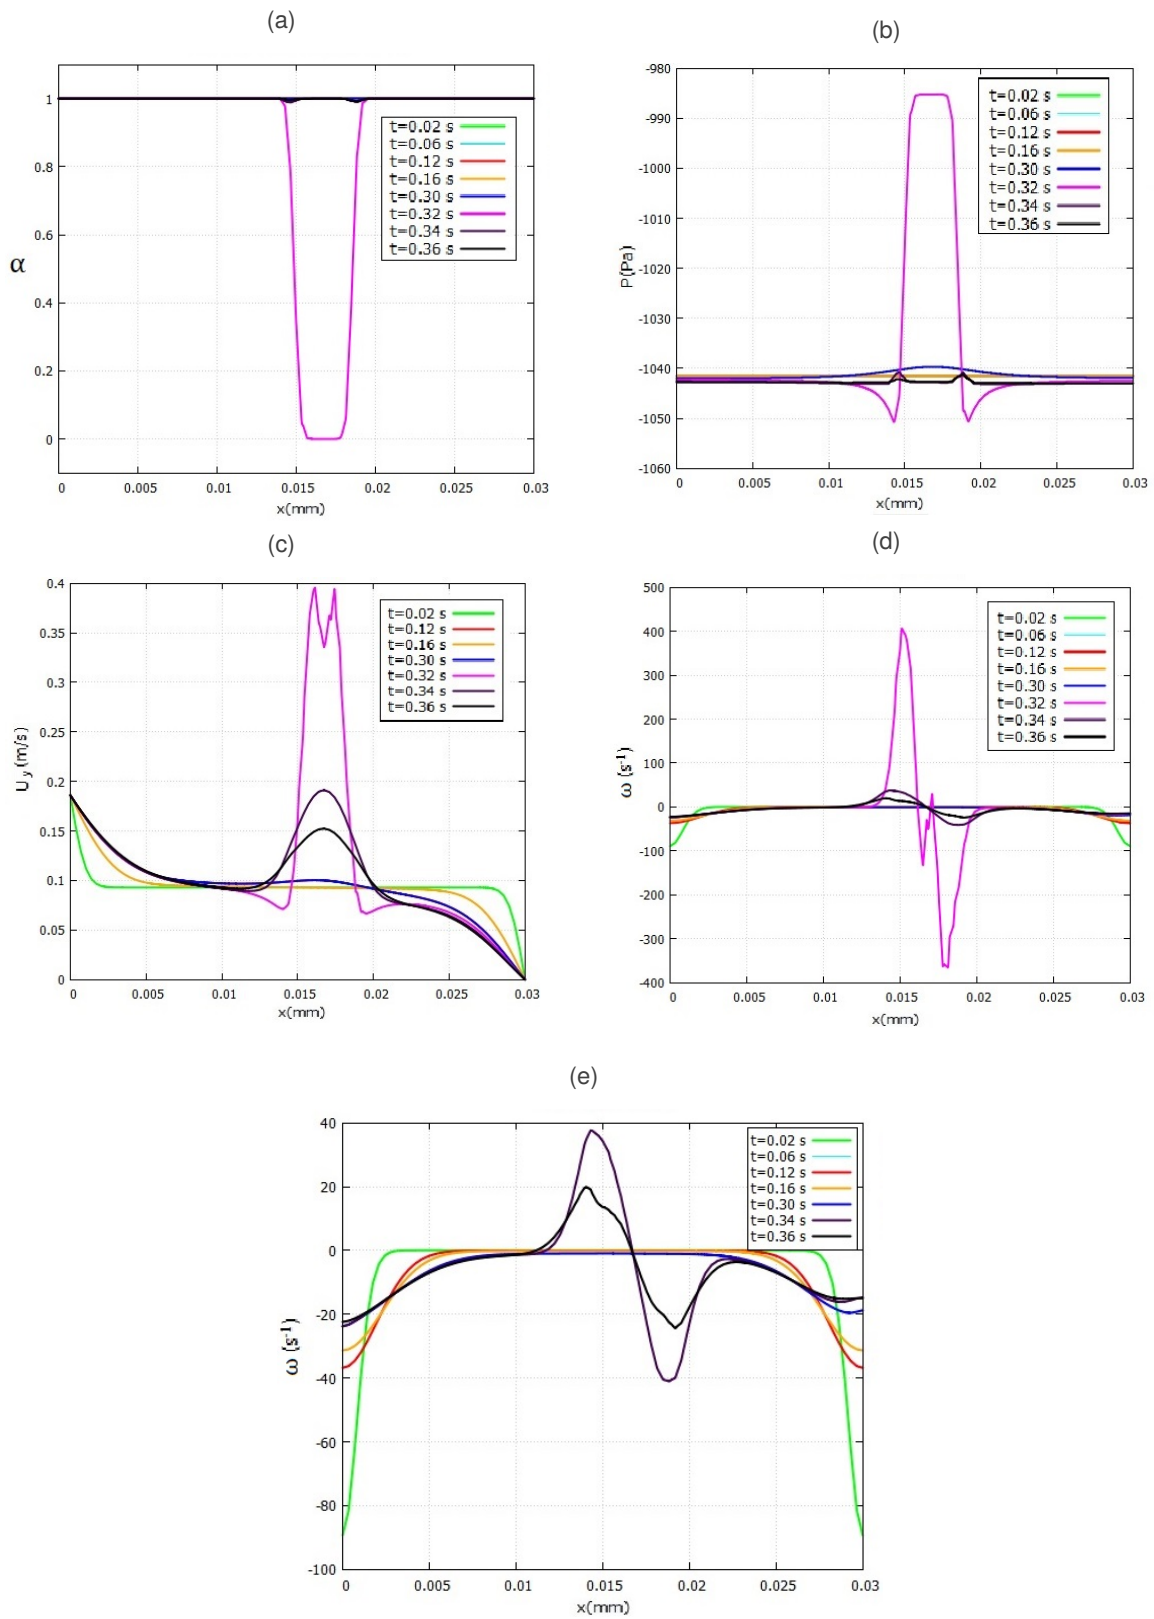 (a)
α
1
0.8
0.6
0.4
0.2
0
t=0.02 s
t=0.06 s
t=0.12 s
t=0.16 s
t=0.30 s
t=0.32 s
t=0.34 s
t=0.36 s
0 0.005 0.01 0.015 0.02 0.025 0.03
x(mm)
(b)
P(Pa)
-980
-990
-1000
-1010
-1020
-1030
-1040
-1050
-1060
t=0.02 s
t=0.06 s
t=0.12 s
t=0.16 s
t=0.30 s
t=0.32 s
t=0.34 s
t=0.36 s
0 0.005 0.01 0.015 0.02 0.025 0.03
x(mm)
(c)
U y (m/s)
0.4
0.35
0.3
0.25
0.2
0.15
0.1
0.05
0
t=0.02 s
t=0.12 s
t=0.16 s
t=0.30 s
t=0.32 s
t=0.34 s
t=0.36 s
0 0.005 0.01 0.015 0.02 0.025 0.03
x(mm)
(d)
ω (s-1)
500
400
300
200
100
0
-100
-200
-300
-400
t=0.02 s
t=0.06 s
t=0.12 s
t=0.16 s
t=0.30 s
t=0.32 s
t=0.34 s
t=0.36 s
0 0.005 0.01 0.015 0.02 0.025 0.03
x(mm)
(e)
ω (s-1)
40
20
0
-20
-40
-60
-80
-100
t=0.02 s
t=0.06 s
t=0.12 s
t=0.16 s
t=0.30 s
t=0.34 s
t=0.36 s
0 0.005 0.01 0.015 0.02 0.025 0.03
x(mm)